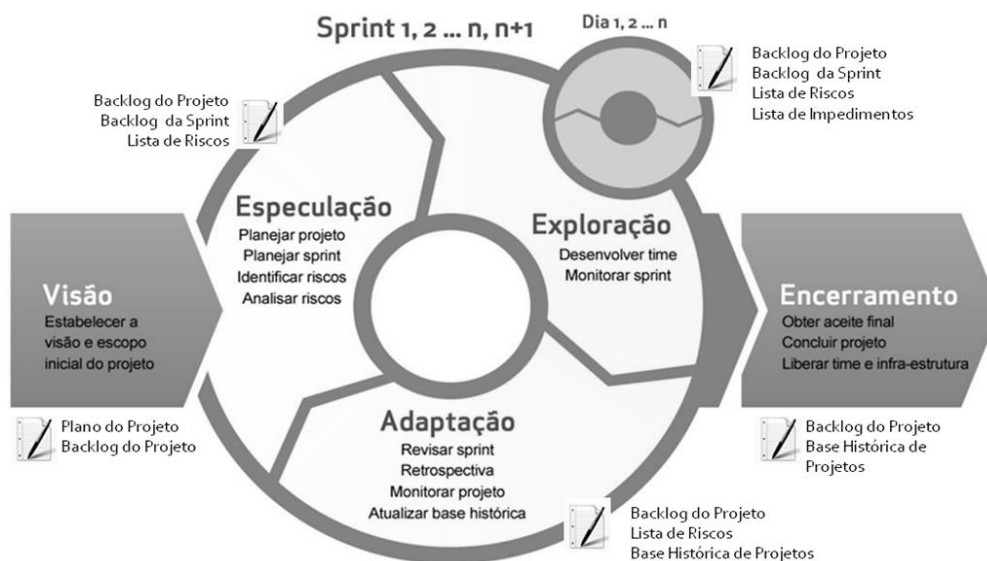 Sprint 1, 2 ... n, n+1
Dia 1, 2 ... n
Backlog do Projeto
Backlog da Sprint
Lista de Riscos
Lista de Impedimentos
Backlog do Projeto
Backlog da Sprint
Lista de Riscos
Especulação
Planejar projeto
Planejar sprint
Identificar riscos
Analisar riscos
Exploração
Desenvolver time
Monitorar sprint
Visão
Estabelecer a
visão e escopo
inicial do projeto
Encerramento
Obter aceite final
Concluir projeto
Liberar time e infra-estrutura
Plano do Projeto
Backlog do Projeto
Adaptação
Revisar sprint
Retrospectiva
Monitorar projeto
Atualizar base histórica
Backlog do Projeto
Base Histórica de
Projetos
Backlog do Projeto
Lista de Riscos
Base Histórica de Projetos